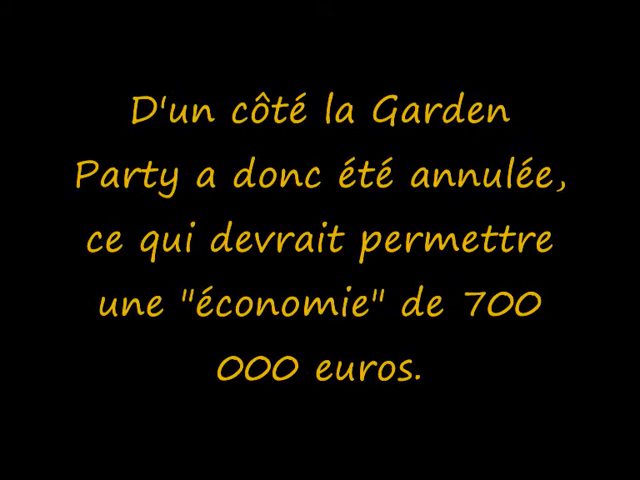 D'un côté la Garden
Party a donc été annulée,
ce qui devrait permettre
une "économie" de 700
000 euros.